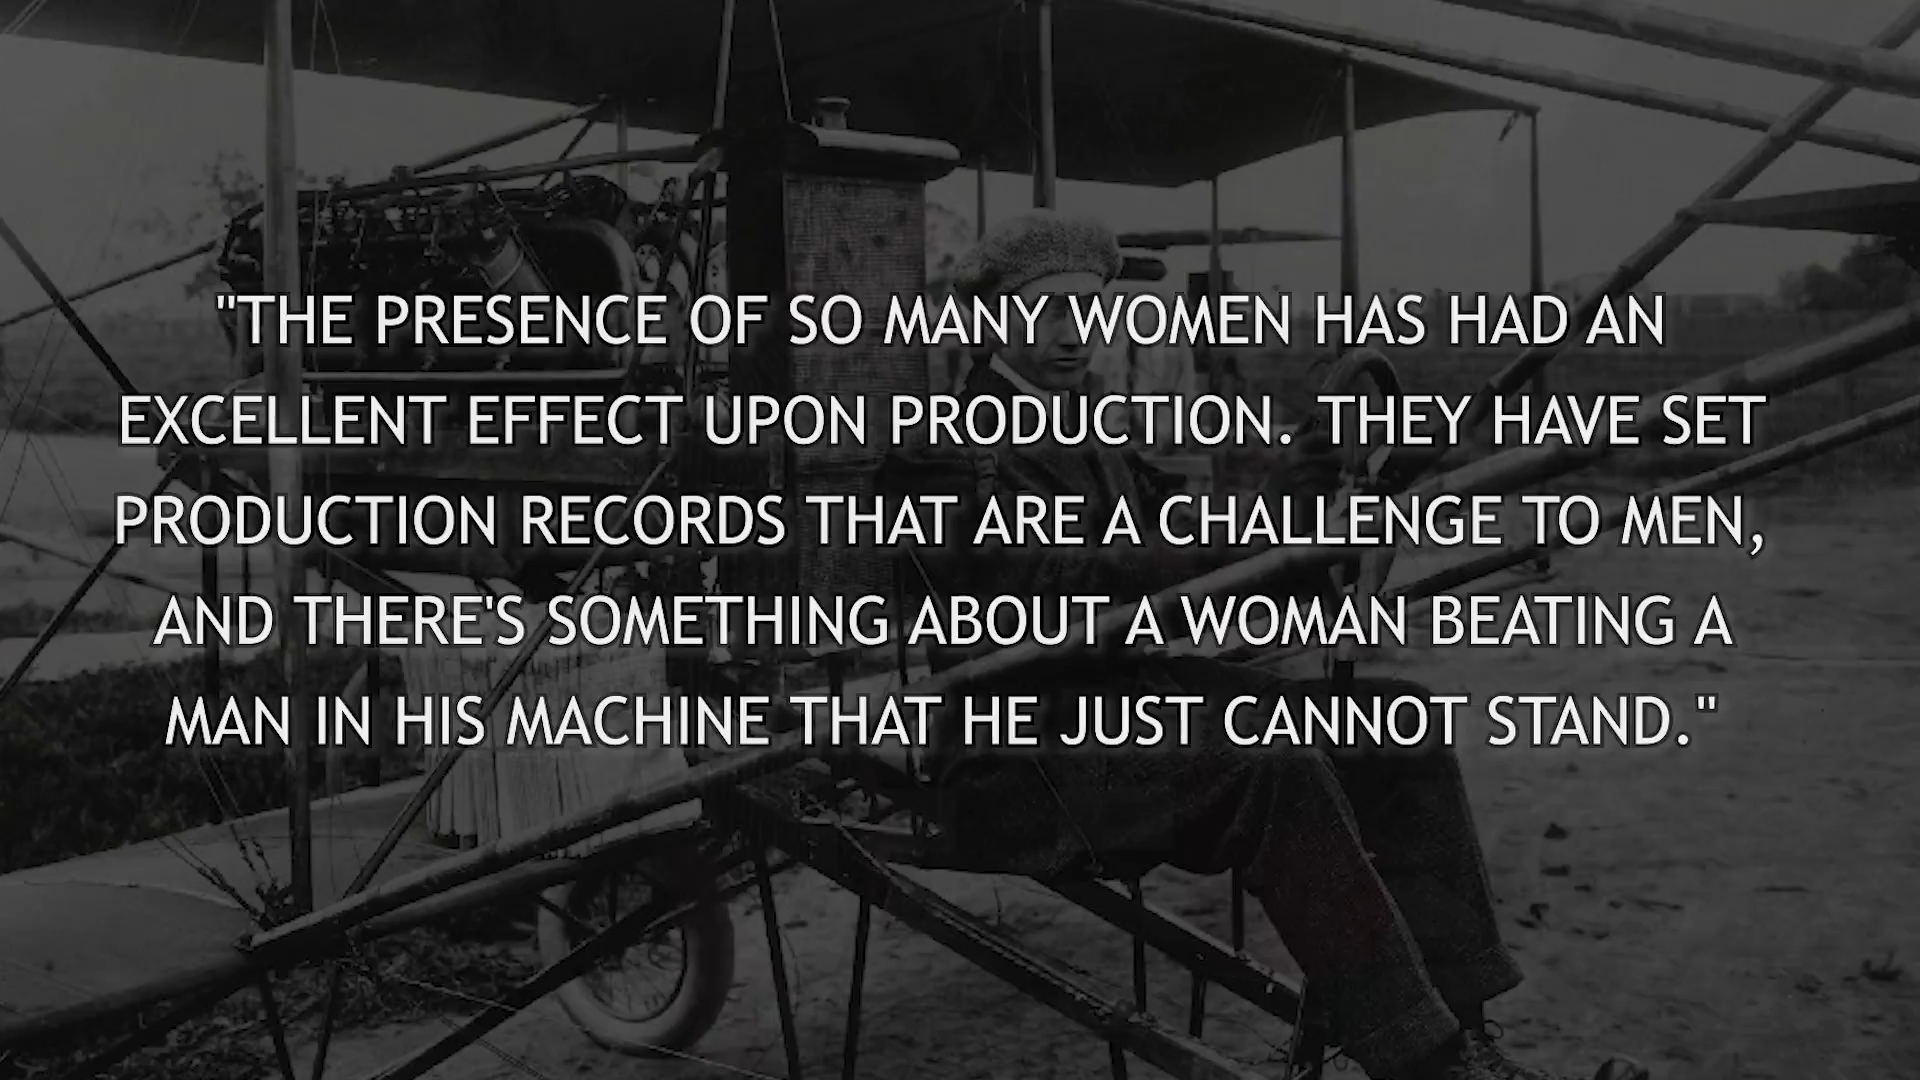 "THE PRESENCE OF SO MANY WOMEN HAS HAD AN
EXCELLENT EFFECT UPON PRODUCTION. THEY HAVE SET
PRODUCTION RECORDS THAT ARE A CHALLENGE TO MEN,
AND THERE'S SOMETHING ABOUT A WOMAN BEATING A
MAN IN HIS MACHINE THAT HE JUST CANNOT STAND."